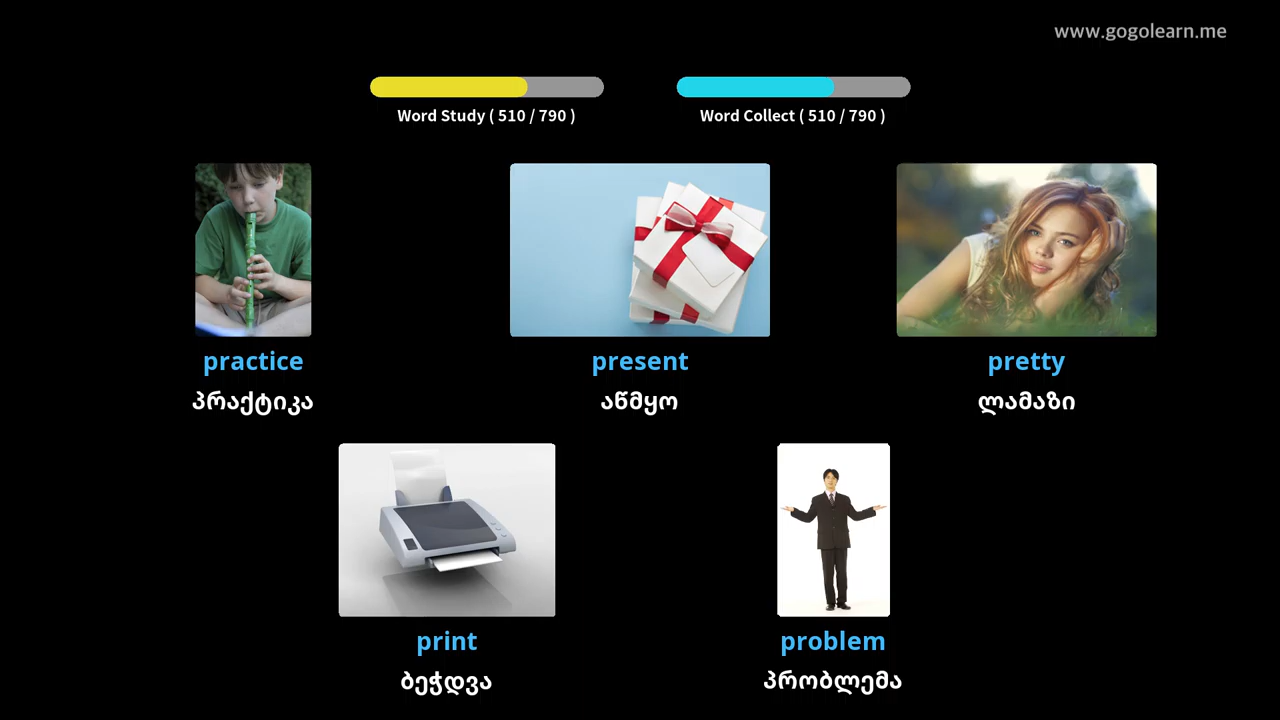 www.gogolearn.me
Word Study ( 510 / 790 )
Word Collect ( 510 / 790 )
practice
present
pretty
პრაქტიკა
აწმყო
ლამაზი
print
problem
ბეჭდვა
პრობლემა